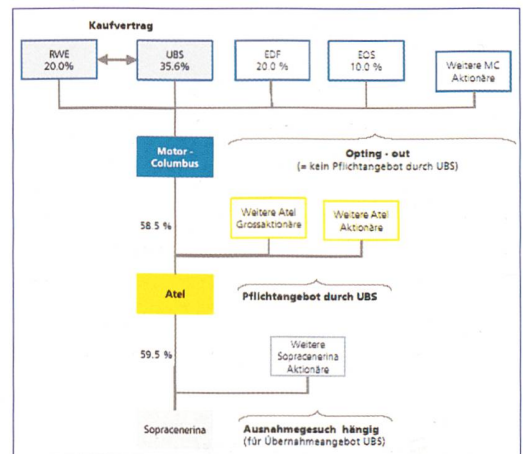 Kaufvertrag
RWE
20.0%
UBS
35.6%
EDF
20.0 %
EOS
10.0 %
Weitere MC
Aktionäre
Motor -
Columbus
Opting - out
(= kein Pflichtangebot durch UBS)
58.5 %
Weitere Atel
Grossaktionäre
Weitere Atel
Aktionäre
Atel
Pflichtangebot durch UBS
59.5 %
Weitere
Sopracenerina
Aktionäre
Sopracenerina
Ausnahmegesuch hängig
(für Übernahmeangebot UBS)